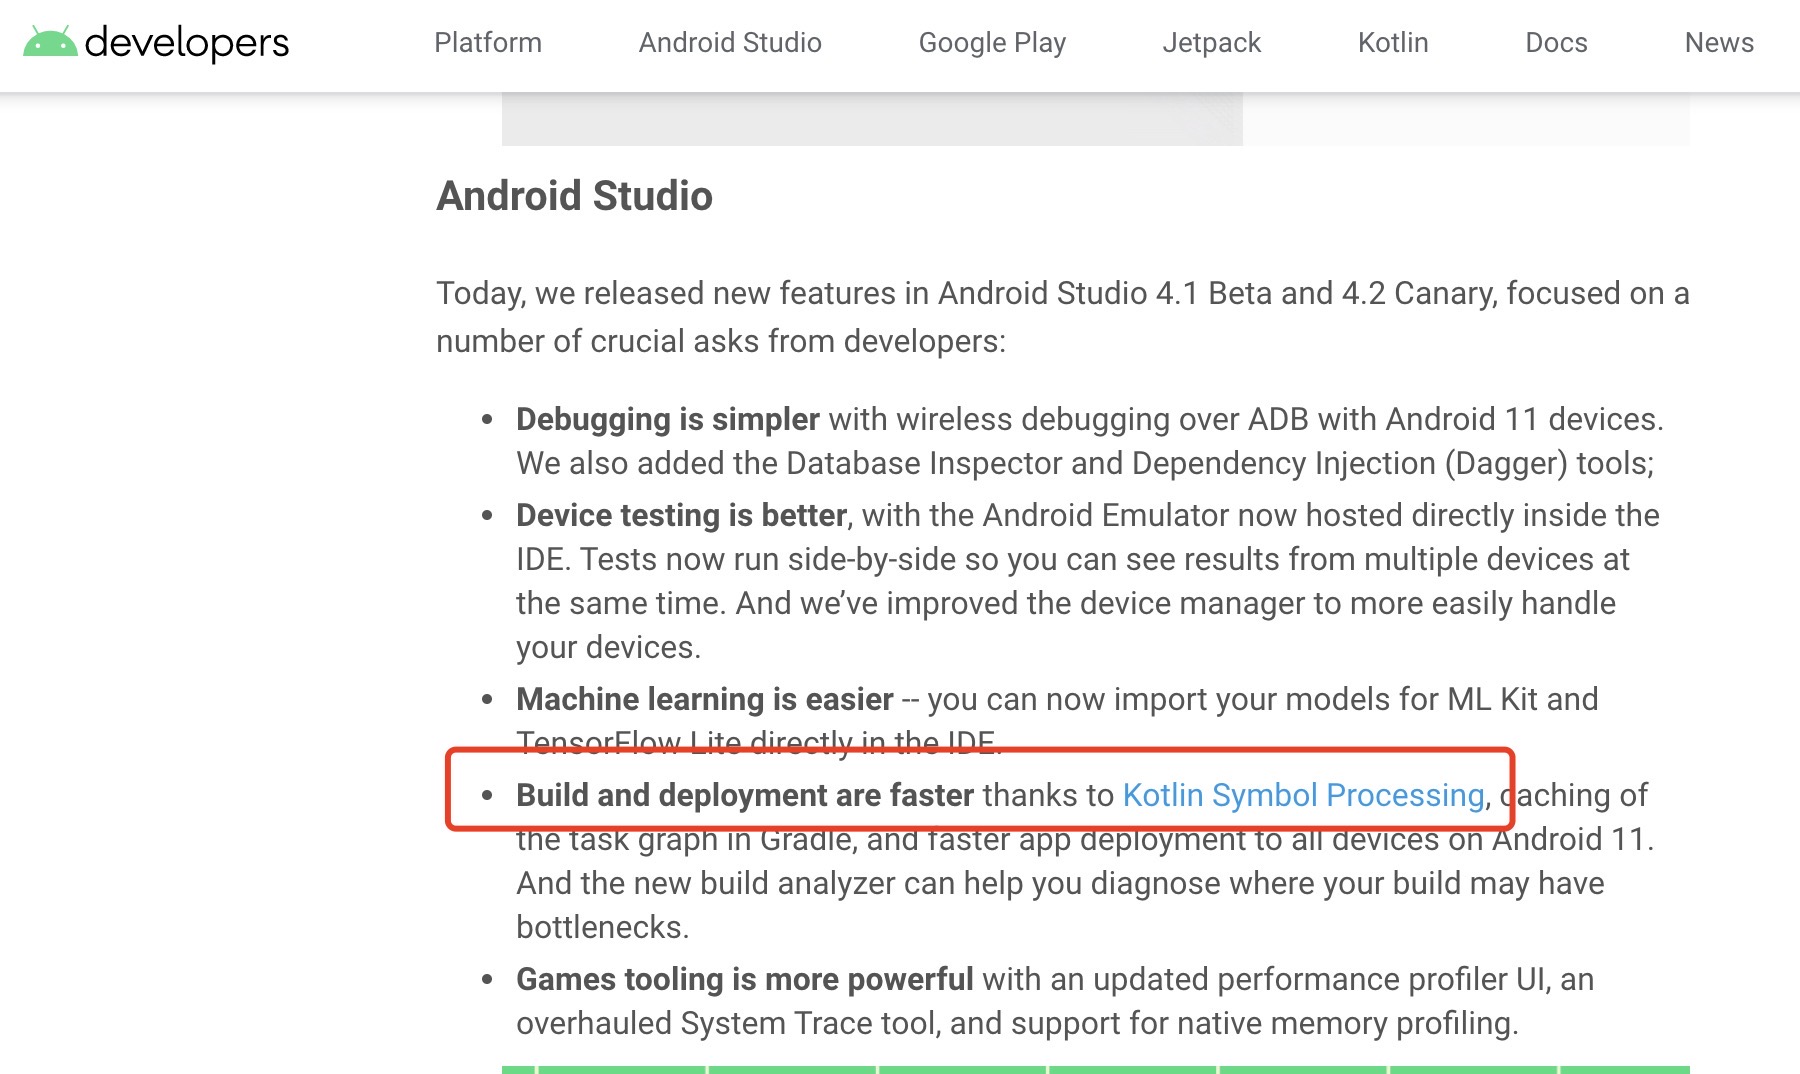 developers Platform Android Studio Google Play Jetpack Kotlin Docs News
Android Studio
Today, we released new features in Android Studio 4.1 Beta and 4.2 Canary, focused on a
number of crucial asks from developers:
• Debugging is simpler with wireless debugging over ADB with Android 11 devices.
We also added the Database Inspector and Dependency Injection (Dagger) tools;
• Device testing is better, with the Android Emulator now hosted directly inside the
IDE. Tests now run side-by-side so you can see results from multiple devices at
the same time. And we’ve improved the device manager to more easily handle
your devices.
• Machine learning is easier -- you can now import your models for ML Kit and
TensorFlow Lite directly in the IDE.
• Build and deployment are faster thanks to Kotlin Symbol Processing, caching of
the task graph in Gradle, and faster app deployment to all devices on Android 11.
And the new build analyzer can help you diagnose where your build may have
bottlenecks.
• Games tooling is more powerful with an updated performance profiler UI, an
overhauled System Trace tool, and support for native memory profiling.